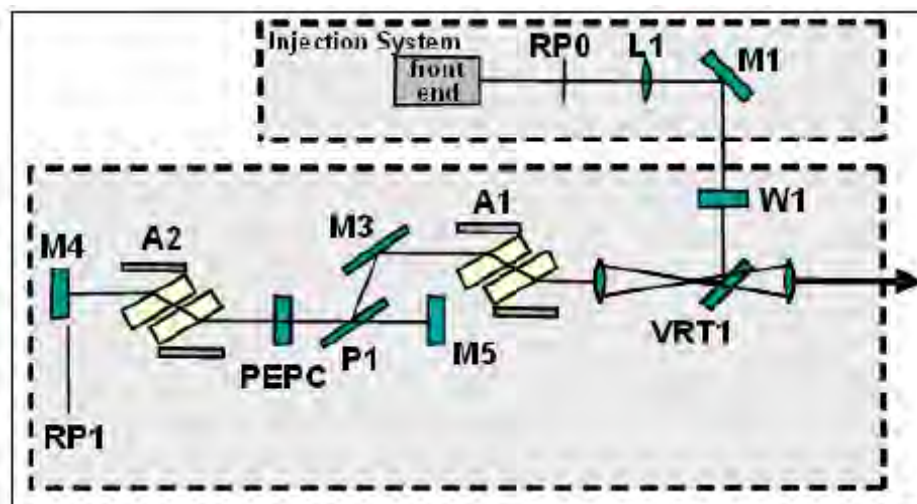 Injection System
front
end
RP0
L1
M1
W1
A1
M3
A2
M4
VRT1
M5
P1
PEPC
RP1